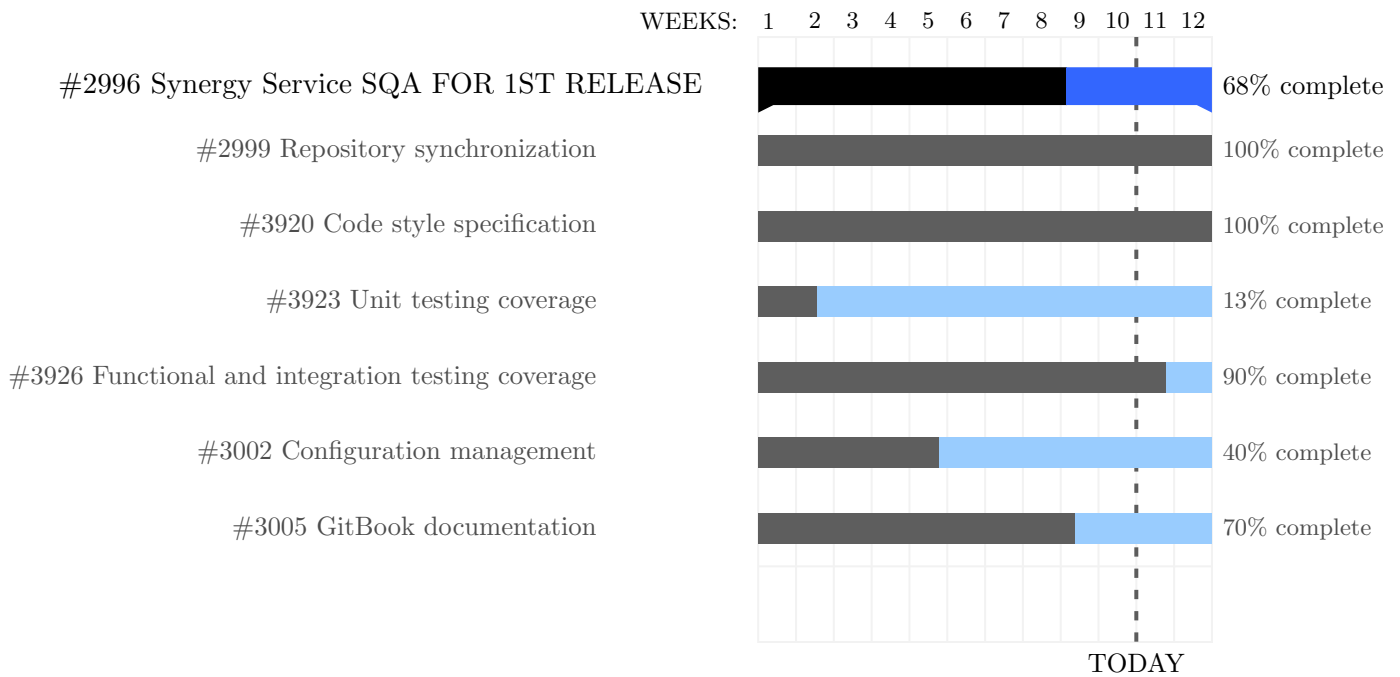 WEEKS: 1 2 3 4 5 6 7 8 9 10 11 12
#2996 Synergy Service SQA FOR 1ST RELEASE 68% complete
#2999 Repository synchronization 100% complete
#3920 Code style specification 100% complete
#3923 Unit testing coverage 13% complete
#3926 Functional and integration testing coverage 90% complete
#3002 Configuration management 40% complete
#3005 GitBook documentation 70% complete
TODAY